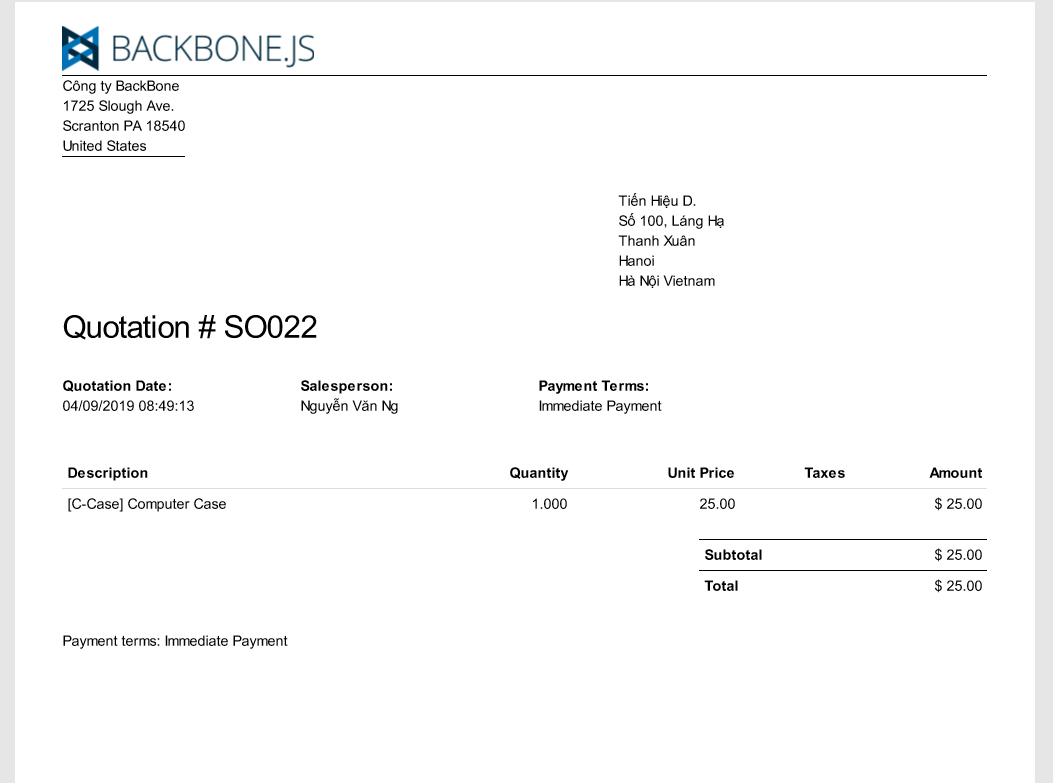 BACKBONE.JS
Công ty BackBone
1725 Slough Ave.
Scranton PA 18540
United States
Tiến Hiệu D.
Số 100, Láng Hạ
Thanh Xuân
Hanoi
Hà Nội Vietnam
Quotation # SO022
Quotation Date: Salesperson: Payment Terms:
04/09/2019 08:49:13 Nguyễn Văn Ng Immediate Payment
Description Quantity Unit Price Taxes Amount
[C-Case] Computer Case 1.000 25.00 $ 25.00
Subtotal $ 25.00
Total $ 25.00
Payment terms: Immediate Payment